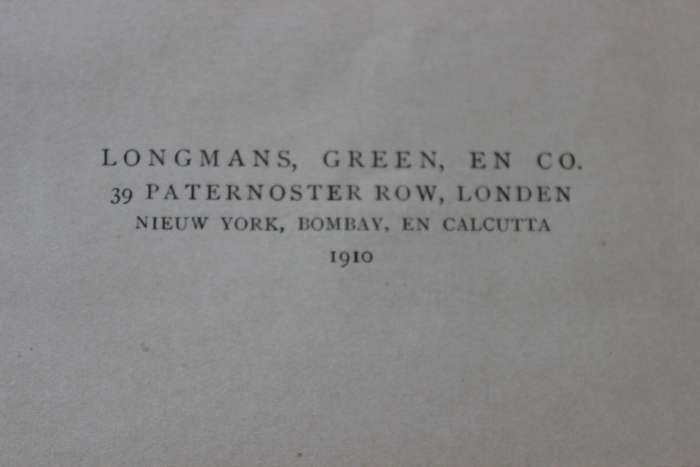 LONGMANS, GREEN, EN CO.
39 PATERNOSTER ROW, LONDEN
NIEUW YORK, BOMBAY, EN CALCUTTA
1910